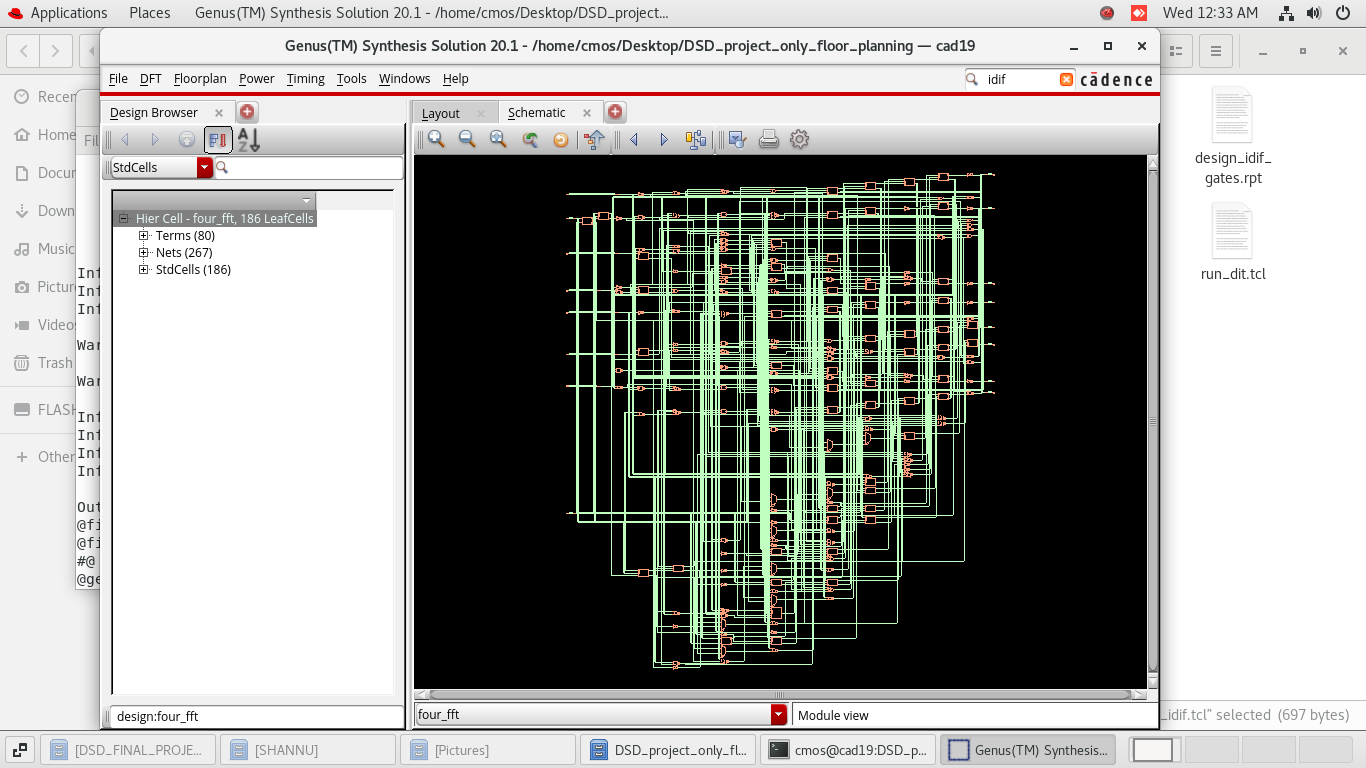 Applications Places Genus(TM) Synthesis Solution 20.1 - /home/cmos/Desktop/DSD_project... Wed 12:33 AM
Genus(TM) Synthesis Solution 20.1 - /home/cmos/Desktop/DSD_project_only_floor_planning — cad19
File DFT Floorplan Power Timing Tools Windows Help idif cādence
Design Browser
Layout Schematic
StdCells
Hier Cell - four_fft, 186 LeafCells
Terms (80)
Nets (267)
StdCells (186)
design:four_fft
four_fft Module view
Recen
Home
Docu
Down
Music
Pictur
Videos
Trash
FLASH
Other
Fil
Inf
Inf
Inf
War
War
Inf
Inf
Inf
Inf
Out
@fi
@fi
#@
@ge
design_idif_
gates.rpt
run_dit.tcl
_idif.tcl" selected (697 bytes)
[DSD_FINAL_PROJE... [SHANNU] [Pictures] DSD_project_only_fl... cmos@cad19:DSD_p... Genus(TM) Synthesis...